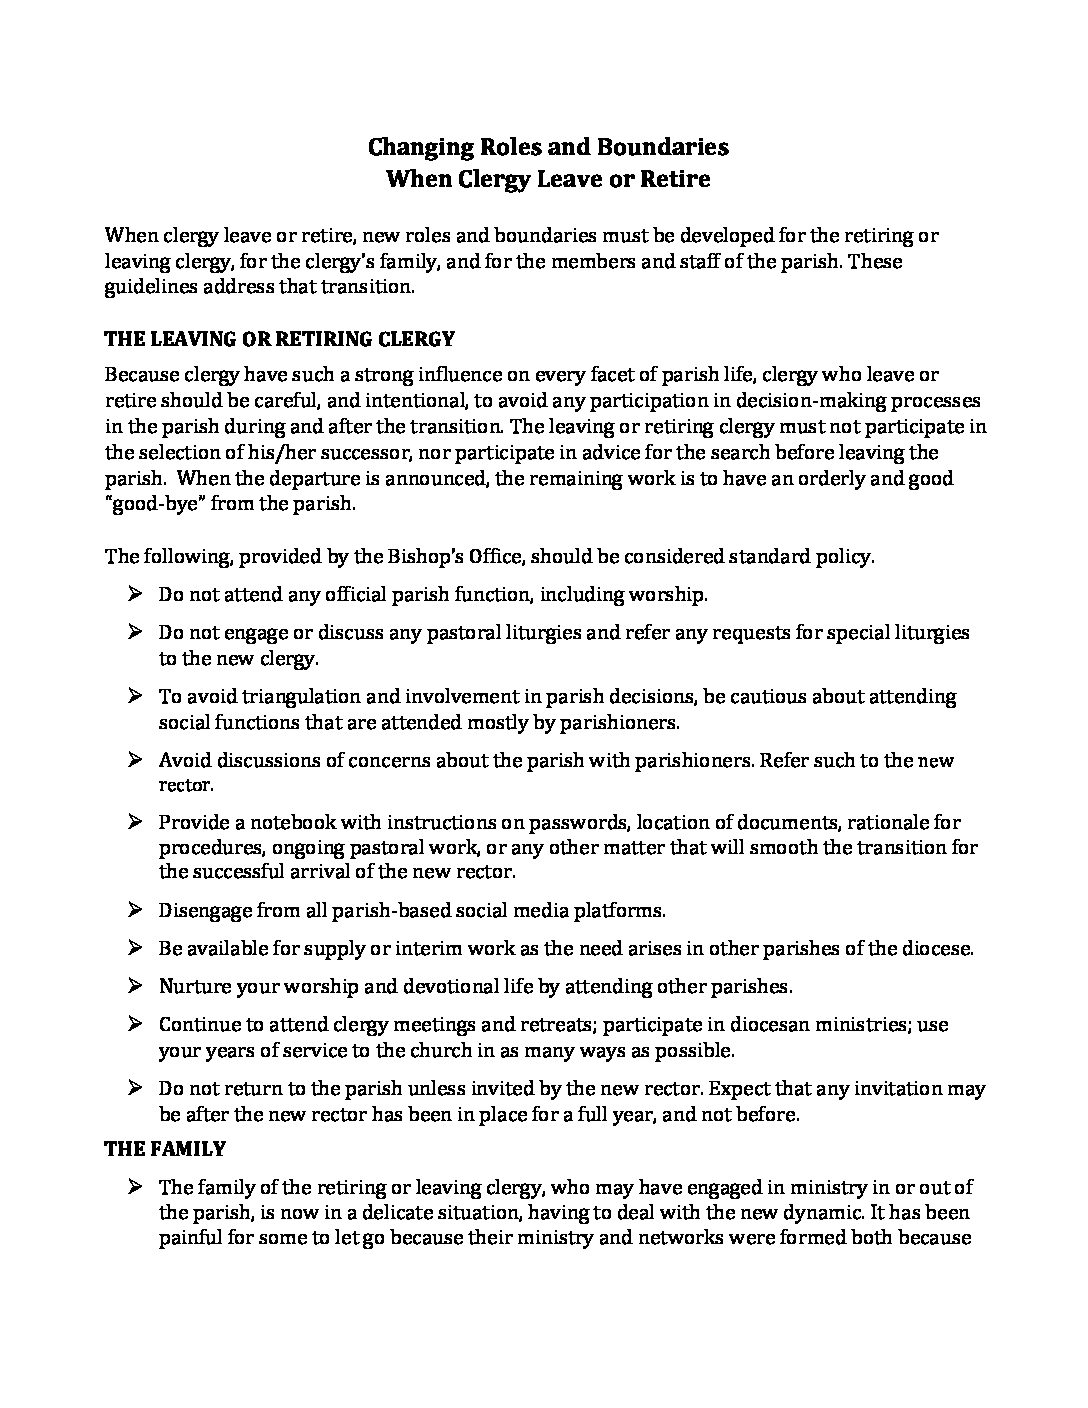 Changing Roles and Boundaries
When Clergy Leave or Retire
When clergy leave or retire, new roles and boundaries must be developed for the retiring or
leaving clergy, for the clergy's family, and for the members and staff of the parish. These
guidelines address that transition.
THE LEAVING OR RETIRING CLERGY
Because clergy have such a strong influence on every facet of parish life, clergy who leave or
retire should be careful, and intentional, to avoid any participation in decision-making processes
in the parish during and after the transition. The leaving or retiring clergy must not participate in
the selection of his/her successor, nor participate in advice for the search before leaving the
parish.  When the departure is announced, the remaining work is to have an orderly and good
"good-bye" from the parish.
The following, provided by the Bishop's Office, should be considered standard policy.
➢ Do not attend any official parish function, including worship.
➢ Do not engage or discuss any pastoral liturgies and refer any requests for special liturgies
to the new clergy.
➢ To avoid triangulation and involvement in parish decisions, be cautious about attending
social functions that are attended mostly by parishioners.
➢ Avoid discussions of concerns about the parish with parishioners. Refer such to the new
rector.
➢ Provide a notebook with instructions on passwords, location of documents, rationale for
procedures, ongoing pastoral work, or any other matter that will smooth the transition for
the successful arrival of the new rector.
➢ Disengage from all parish-based social media platforms.
➢ Be available for supply or interim work as the need arises in other parishes of the diocese.
➢ Nurture your worship and devotional life by attending other parishes.
➢ Continue to attend clergy meetings and retreats; participate in diocesan ministries; use
your years of service to the church in as many ways as possible.
➢ Do not return to the parish unless invited by the new rector. Expect that any invitation may
be after the new rector has been in place for a full year, and not before.
THE FAMILY
➢ The family of the retiring or leaving clergy, who may have engaged in ministry in or out of
the parish, is now in a delicate situation, having to deal with the new dynamic. It has been
painful for some to let go because their ministry and networks were formed both because